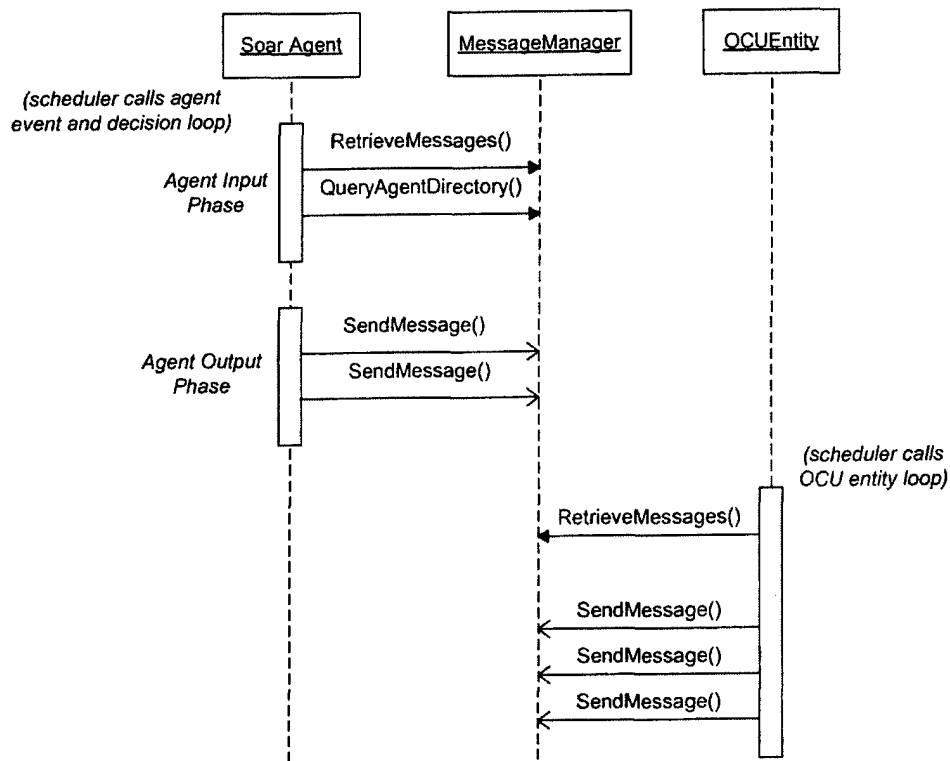 Soar Agent
MessageManager
OCUEntity
(scheduler calls agent
event and decision loop)
RetrieveMessages()
Agent Input
Phase
QueryAgentDirectory()
SendMessage()
Agent Output
Phase
SendMessage()
(scheduler calls
OCU entity loop)
RetrieveMessages()
SendMessage()
SendMessage()
SendMessage()